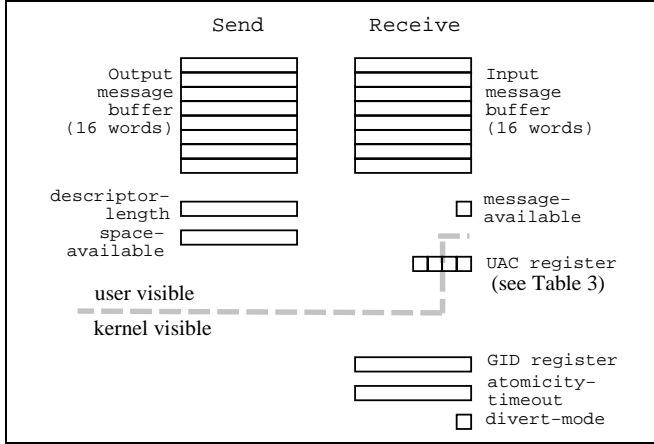 Send Receive
Output
message
buffer
(16 words)
Input
message
buffer
(16 words)
descriptor-
length
space-
available
message-
available
UAC register
(see Table 3)
user visible
kernel visible
GID register
atomicity-
timeout
divert-mode